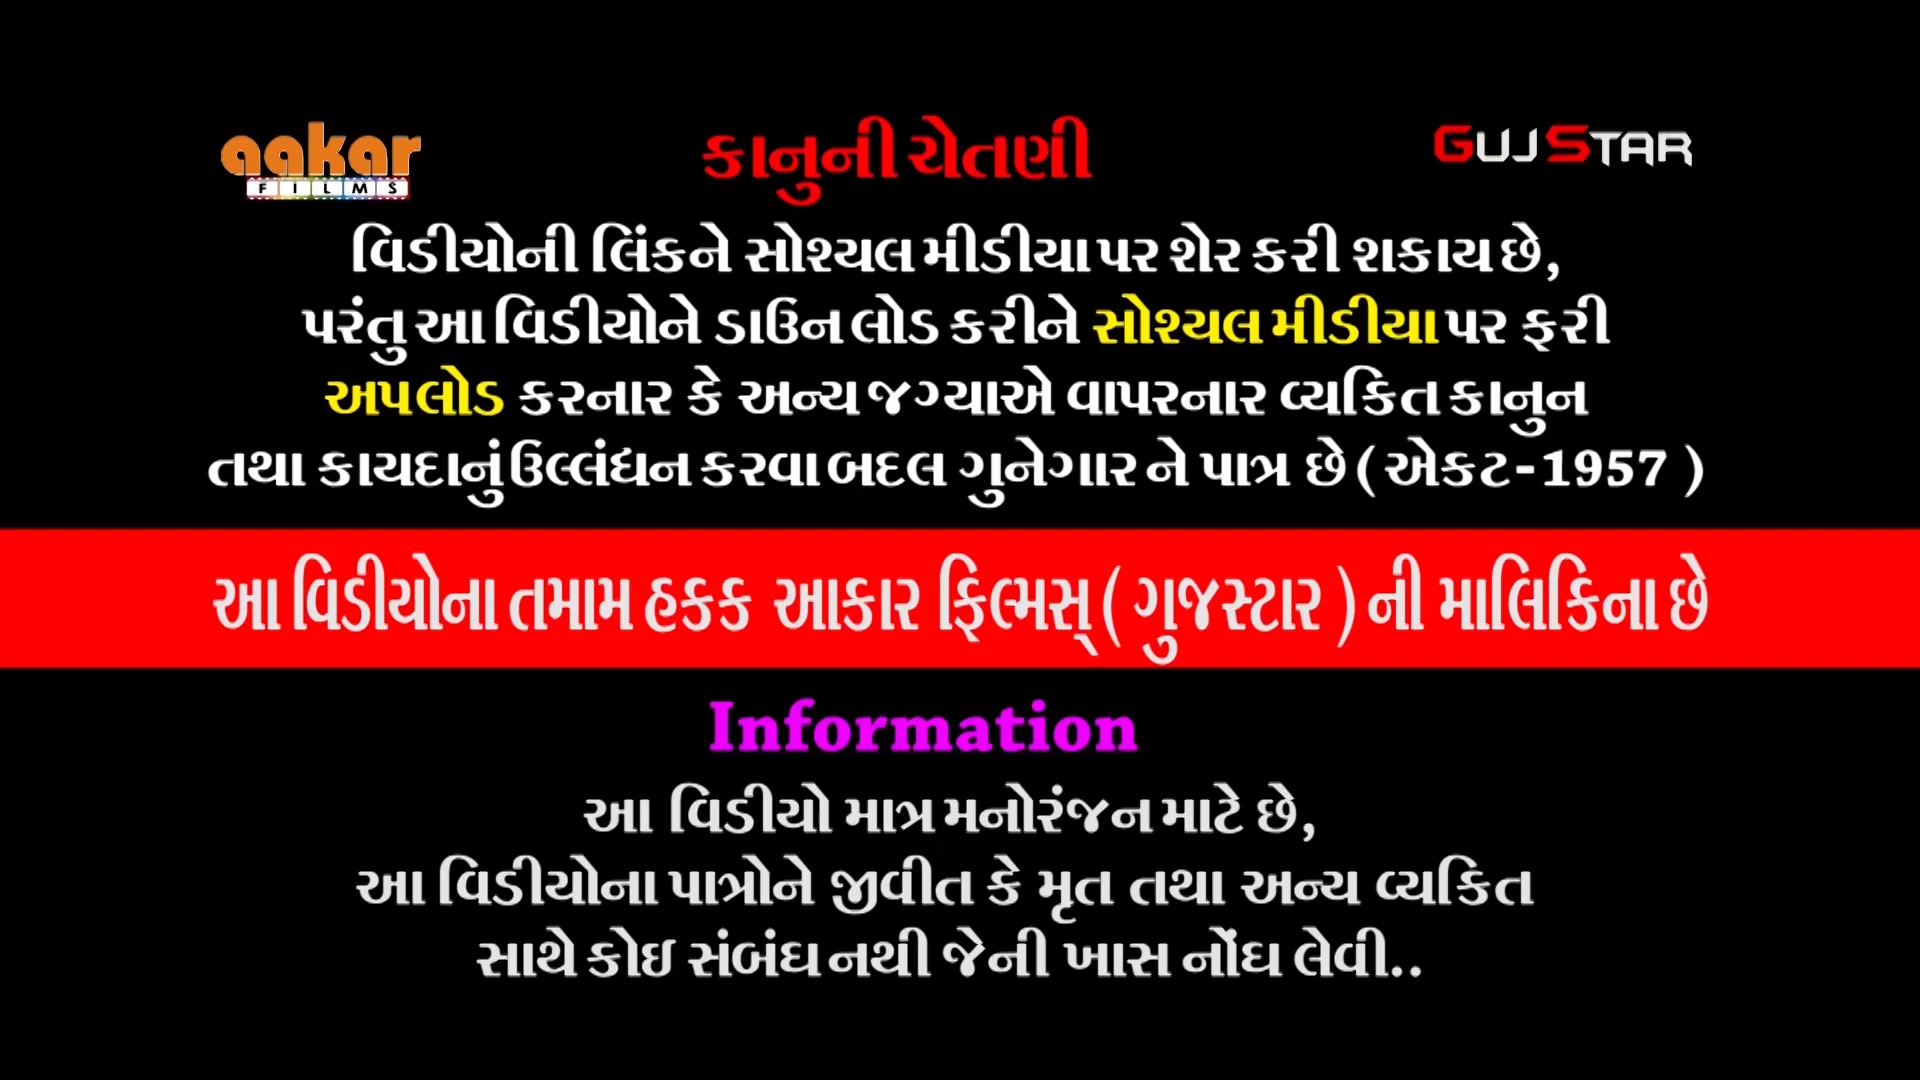 aakar
FILMS
કાનુની ચેતણી
GUJSTAR
વિડીયોની લિંકને સોશ્યલ મીડીયા પર શેર કરી શકાય છે,
પરંતુ આ વિડીયોને ડાઉન લોડ કરીને સોશ્યલ મીડીયા પર ફરી
અપલોડ કરનાર કે અન્ય જગ્યાએ વાપરનાર વ્યકિત કાનુન
તથા કાયદાનું ઉલ્લંઘન કરવા બદલ ગુનેગાર ને પાત્ર છે ( એકટ-1957 )
આ વિડીયોના તમામ હકક આકાર ફિલ્મસ્ ( ગુજસ્ટાર ) ની માલિકિના છે
Information
આ વિડીયો માત્ર મનોરંજન માટે છે,
આ વિડીયોના પાત્રોને જીવીત કે મૃત તથા અન્ય વ્યકિત
સાથે કોઇ સંબંઘ નથી જેની ખાસ નોંઘ લેવી..